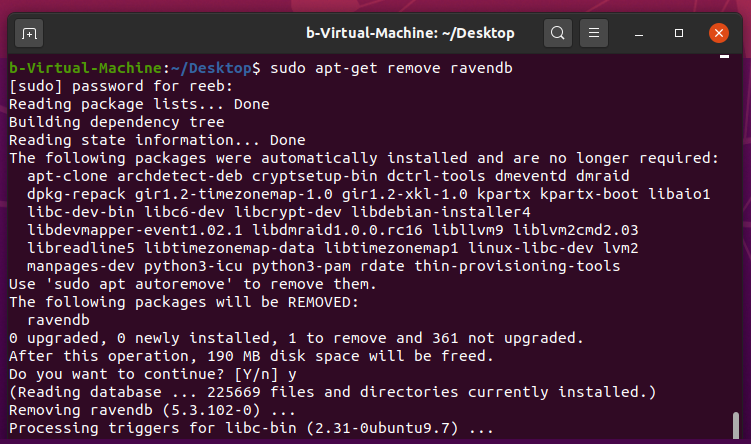 b-Virtual-Machine: ~/Desktop
b-Virtual-Machine:~/Desktop$ sudo apt-get remove ravendb
[sudo] password for reeb:
Reading package lists... Done
Building dependency tree
Reading state information... Done
The following packages were automatically installed and are no longer required:
  apt-clone archdetect-deb cryptsetup-bin dctrl-tools dmeventd dmraid
  dpkg-repack gir1.2-timezonemap-1.0 gir1.2-xkl-1.0 kpartx kpartx-boot libaio1
  libc-dev-bin libc6-dev libcrypt-dev libdebian-installer4
  libdevmapper-event1.02.1 libdmraid1.0.0.rc16 libllvm9 liblvm2cmd2.03
  libreadline5 libtimezonemap-data libtimezonemap1 linux-libc-dev lvm2
  manpages-dev python3-icu python3-pam rdate thin-provisioning-tools
Use 'sudo apt autoremove' to remove them.
The following packages will be REMOVED:
  ravendb
0 upgraded, 0 newly installed, 1 to remove and 361 not upgraded.
After this operation, 190 MB disk space will be freed.
Do you want to continue? [Y/n] y
(Reading database ... 225669 files and directories currently installed.)
Removing ravendb (5.3.102-0) ...
Processing triggers for libc-bin (2.31-0ubuntu9.7) ...